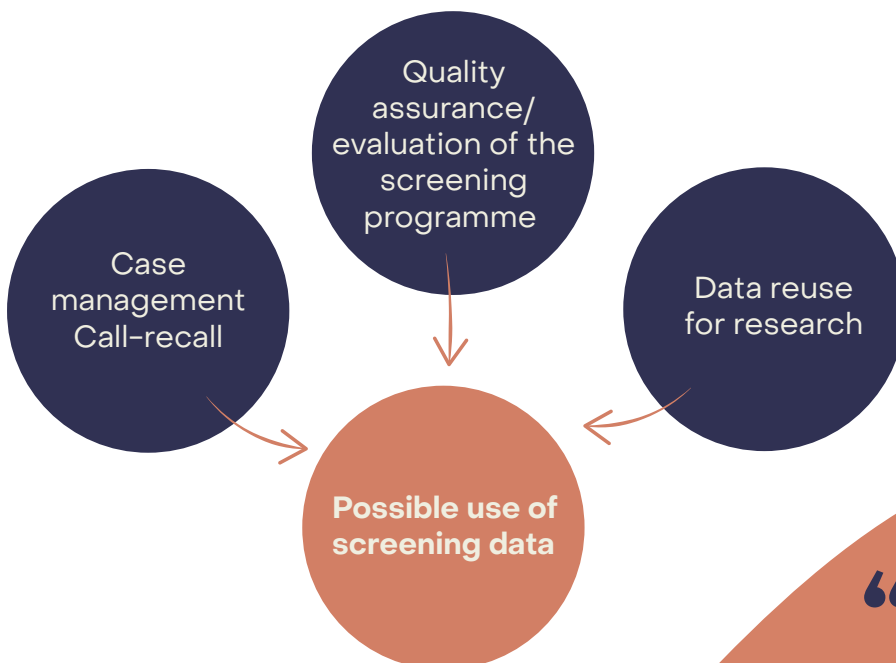 Quality
assurance/
evaluation of the
screening
programme
Case
management
Call-recall
Data reuse
for research
Possible use of
screening data
“